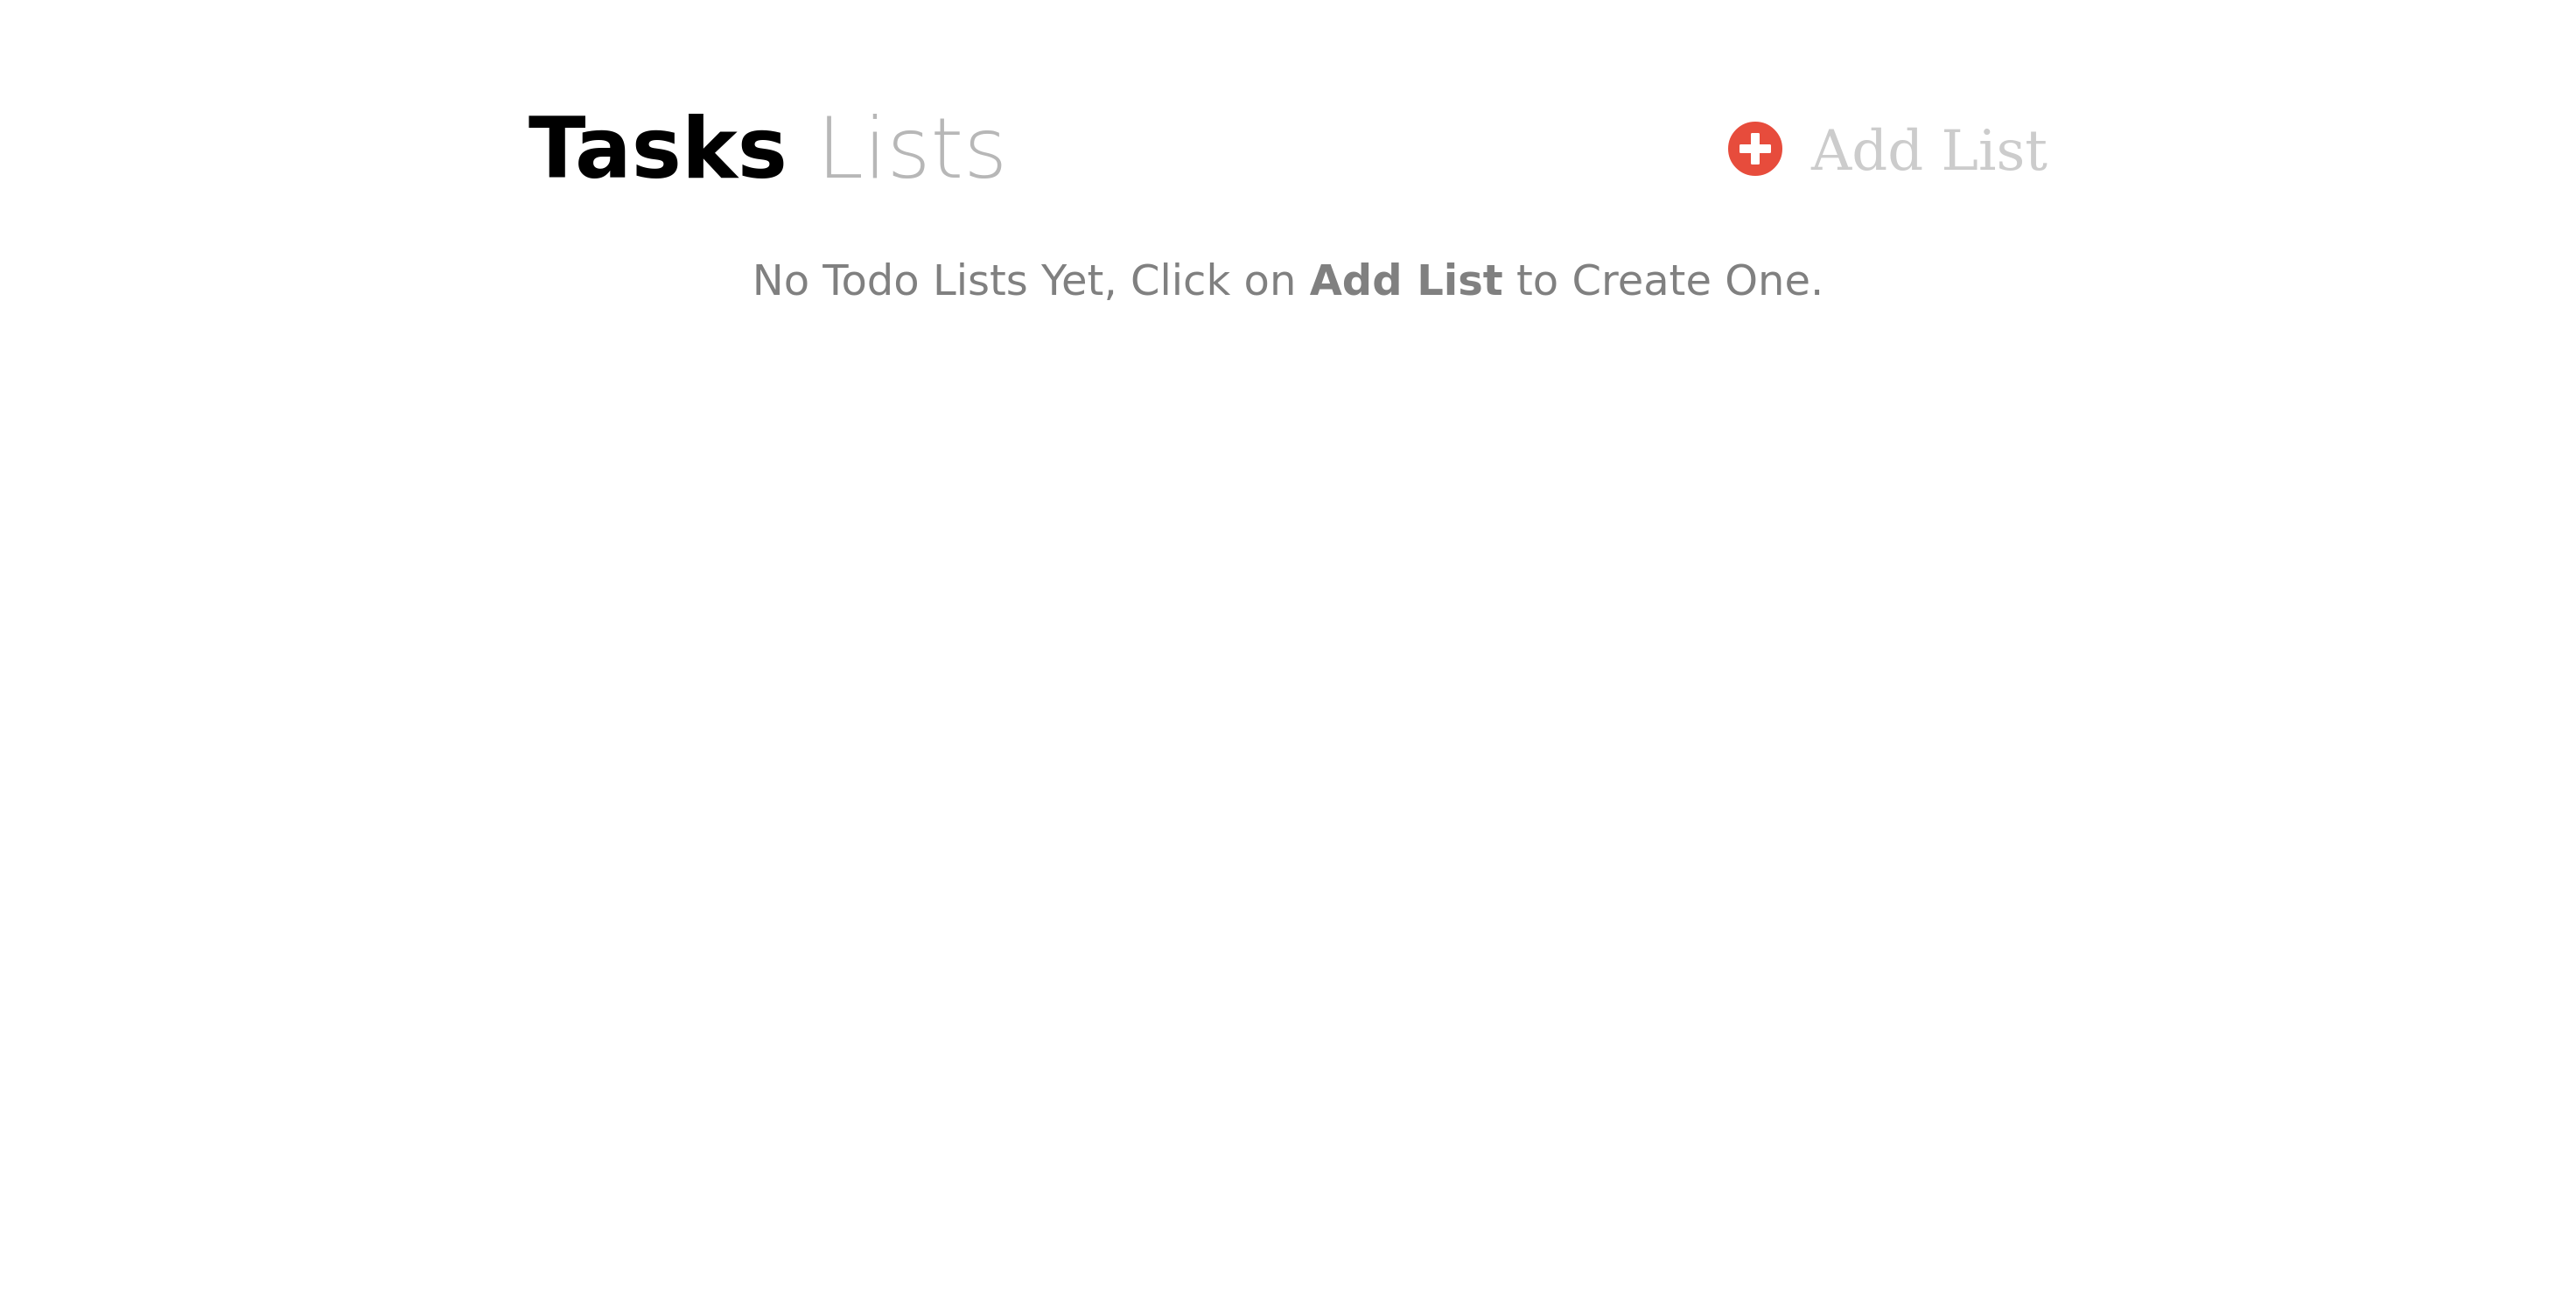 Tasks Lists Add List
No Todo Lists Yet, Click on Add List to Create One.